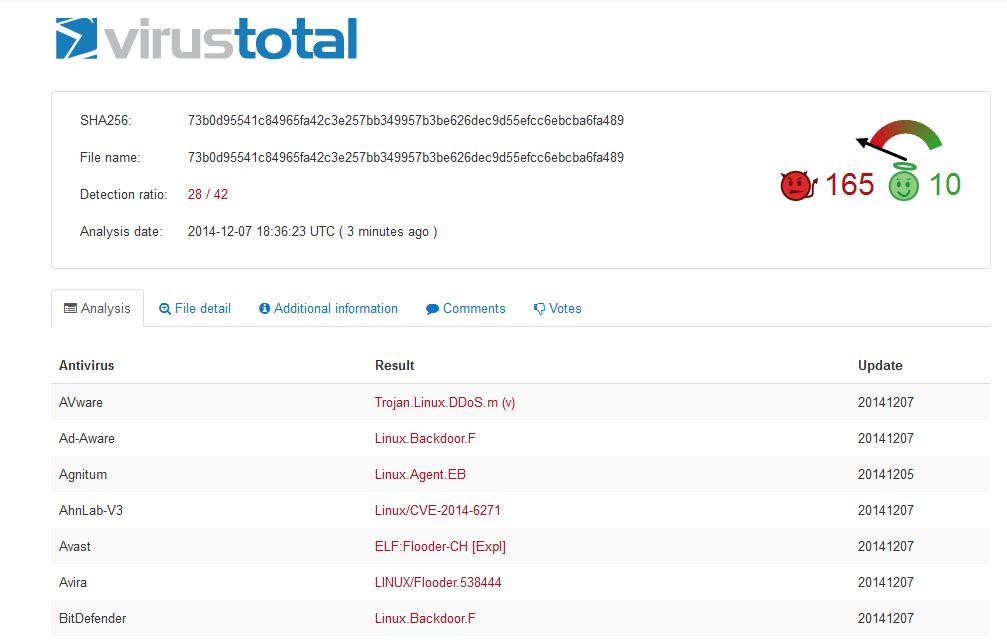 virustotal
SHA256: 73b0d95541c84965fa42c3e257bb349957b3be626dec9d55efcc6ebcba6fa489
File name: 73b0d95541c84965fa42c3e257bb349957b3be626dec9d55efcc6ebcba6fa489
Detection ratio: 28 / 42
165 10
Analysis date: 2014-12-07 18:36:23 UTC ( 3 minutes ago )
Analysis File detail Additional information Comments Votes
Antivirus Result Update
AVware Trojan.Linux.DDoS.m (v) 20141207
Ad-Aware Linux.Backdoor.F 20141207
Agnitum Linux.Agent.EB 20141205
AhnLab-V3 Linux/CVE-2014-6271 20141207
Avast ELF:Flooder-CH [Expl] 20141207
Avira LINUX/Flooder.538444 20141207
BitDefender Linux.Backdoor.F 20141207